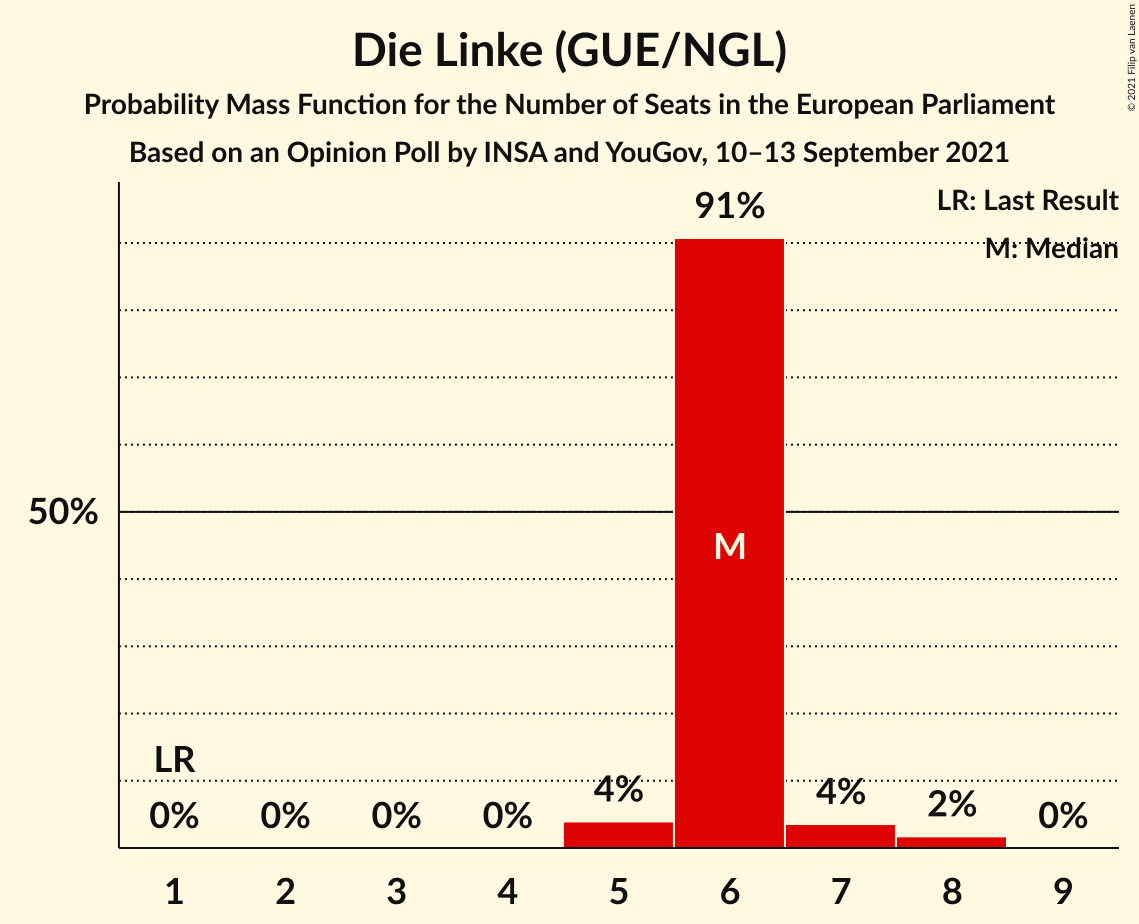 Die Linke (GUE/NGL)
Probability Mass Function for the Number of Seats in the European Parliament
Based on an Opinion Poll by INSA and YouGov, 10–13 September 2021
© 2021 Filip van Laenen
LR: Last Result
M: Median
91%
50%
M
LR
0%
0%
0%
0%
4%
4%
2%
0%
1 2 3 4 5 6 7 8 9